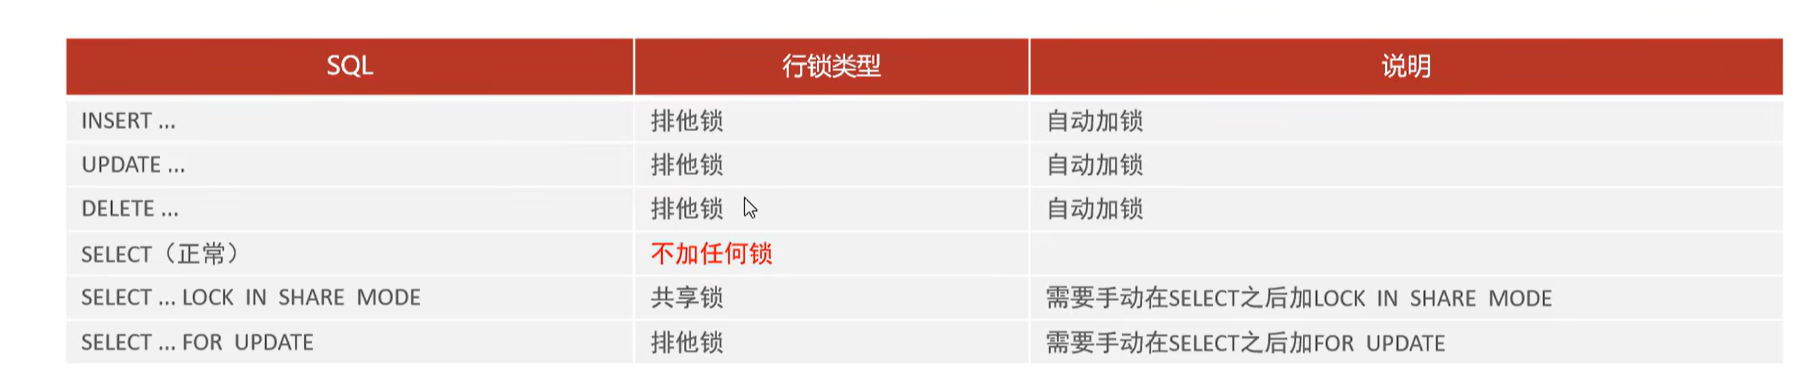 SQL 行锁类型 说明
INSERT ... 排他锁 自动加锁
UPDATE ... 排他锁 自动加锁
DELETE ... 排他锁 自动加锁
SELECT（正常） 不加任何锁
SELECT ... LOCK IN SHARE MODE 共享锁 需要手动在SELECT之后加LOCK IN SHARE MODE
SELECT ... FOR UPDATE 排他锁 需要手动在SELECT之后加FOR UPDATE